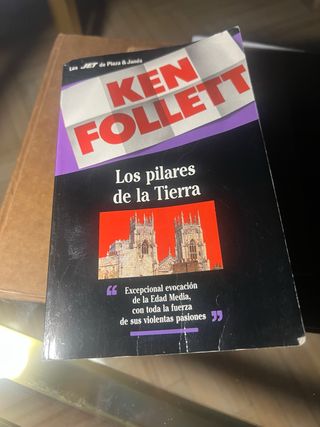 Los JET de Plaza & Janés
KEN
FOLLETT
Los pilares
de la Tierra
“ Excepcional evocación
de la Edad Media,
con toda la fuerza
de sus violentas pasiones ”